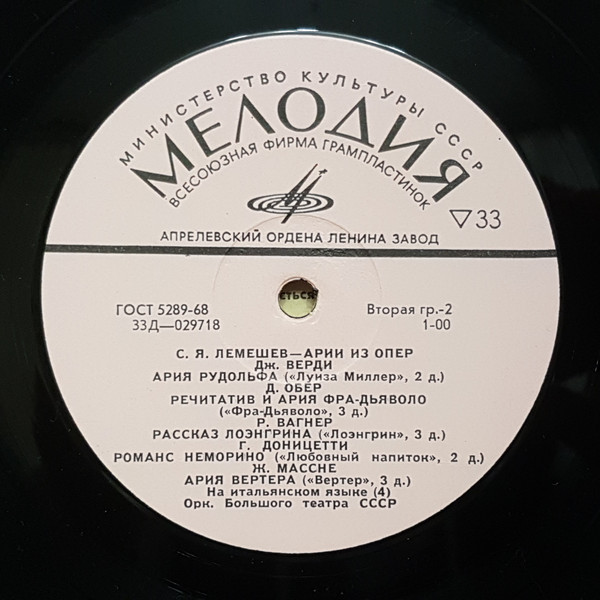 МИНИСТЕРСТВО КУЛЬТУРЫ СССР
МЕЛОДИЯ
ВСЕСОЮЗНАЯ ФИРМА ГРАМПЛАСТИНОК
▽33
АПРЕЛЕВСКИЙ ОРДЕНА ЛЕНИНА ЗАВОД
ГОСТ 5289-68
33Д—029718
ється
Вторая гр.-2
1-00
С. Я. ЛЕМЕШЕВ—АРИИ ИЗ ОПЕР
Дж. ВЕРДИ
АРИЯ РУДОЛЬФА («Луиза Миллер», 2 д.)
Д. ОБЕР
РЕЧИТАТИВ И АРИЯ ФРА-ДЬЯВОЛО
(«Фра-Дьяволо», 3 д.)
Р. ВАГНЕР
РАССКАЗ ЛОЭНГРИНА («Лоэнгрин», 3 д.)
Г. ДОНИЦЕТТИ
РОМАНС НЕМОРИНО («Любовный напиток», 2 д.)
Ж. МАССНЕ
АРИЯ ВЕРТЕРА («Вертер», 3 д.)
На итальянском языке (4)
Орк. Большого театра СССР